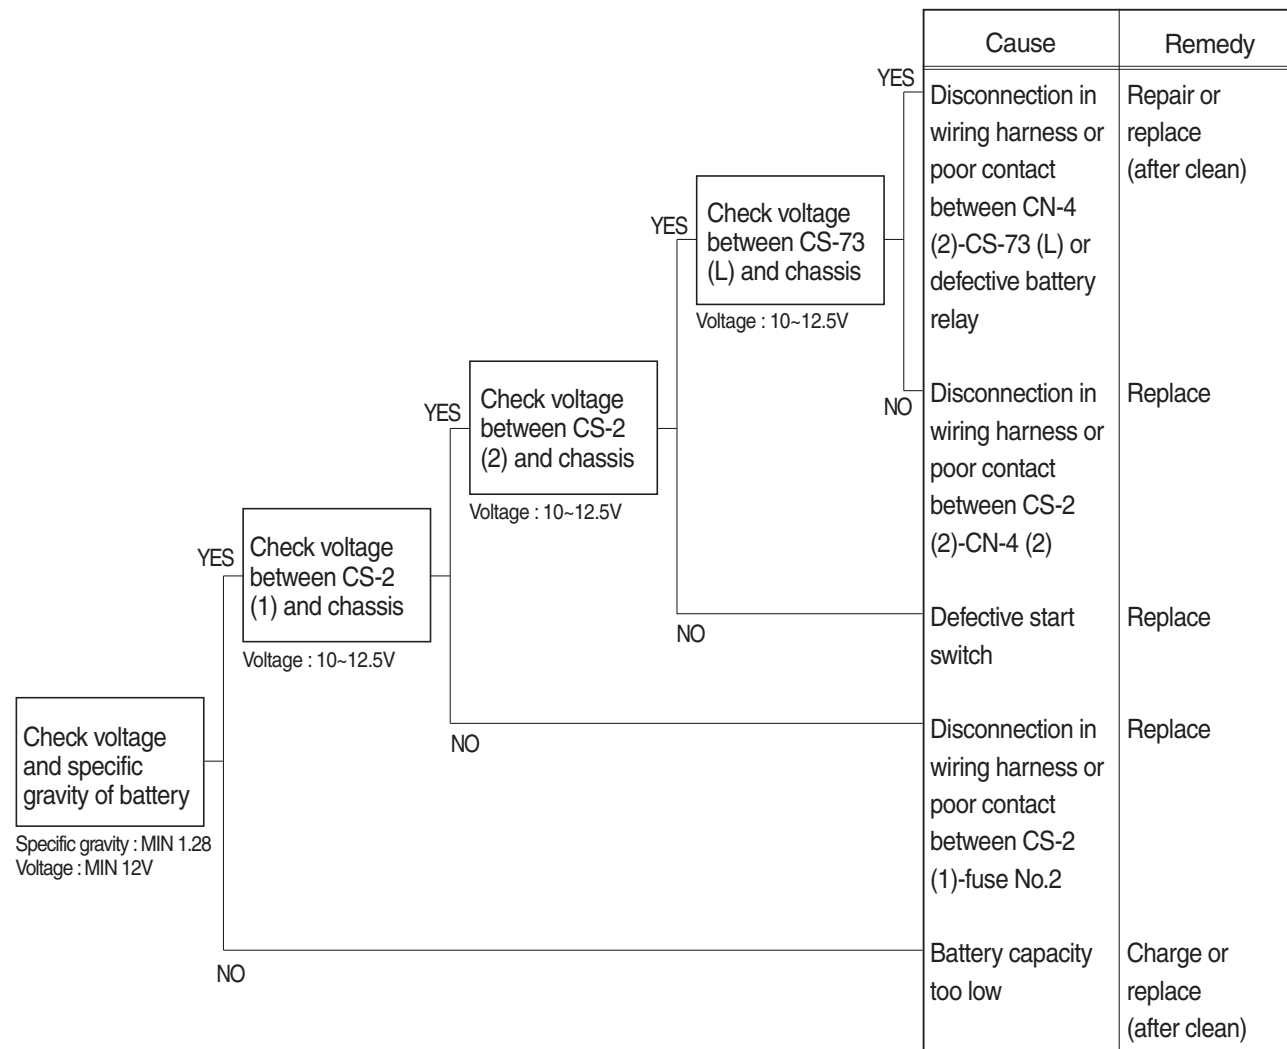 Cause
Remedy
YES
Disconnection in
wiring harness or
poor contact
between CN-4
(2)-CS-73 (L) or
defective battery
relay
Repair or
replace
(after clean)
YES
Check voltage
between CS-73
(L) and chassis
Voltage : 10~12.5V
NO
Disconnection in
wiring harness or
poor contact
between CS-2
(2)-CN-4 (2)
Replace
YES
Check voltage
between CS-2
(2) and chassis
Voltage : 10~12.5V
NO
Defective start
switch
Replace
YES
Check voltage
between CS-2
(1) and chassis
Voltage : 10~12.5V
NO
Disconnection in
wiring harness or
poor contact
between CS-2
(1)-fuse No.2
Replace
Check voltage
and specific
gravity of battery
Specific gravity : MIN 1.28
Voltage : MIN 12V
NO
Battery capacity
too low
Charge or
replace
(after clean)